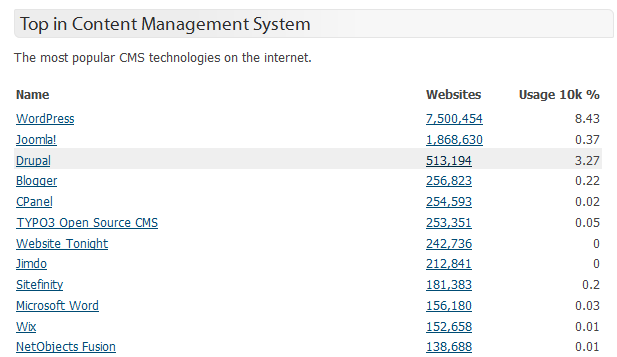 Top in Content Management System
The most popular CMS technologies on the internet.
Name Websites Usage 10k %
WordPress 7,500,454 8.43
Joomla! 1,868,630 0.37
Drupal 513,194 3.27
Blogger 256,823 0.22
CPanel 254,593 0.02
TYPO3 Open Source CMS 253,351 0.05
Website Tonight 242,736 0
Jimdo 212,841 0
Sitefinity 181,383 0.2
Microsoft Word 156,180 0.03
Wix 152,658 0.01
NetObjects Fusion 138,688 0.01